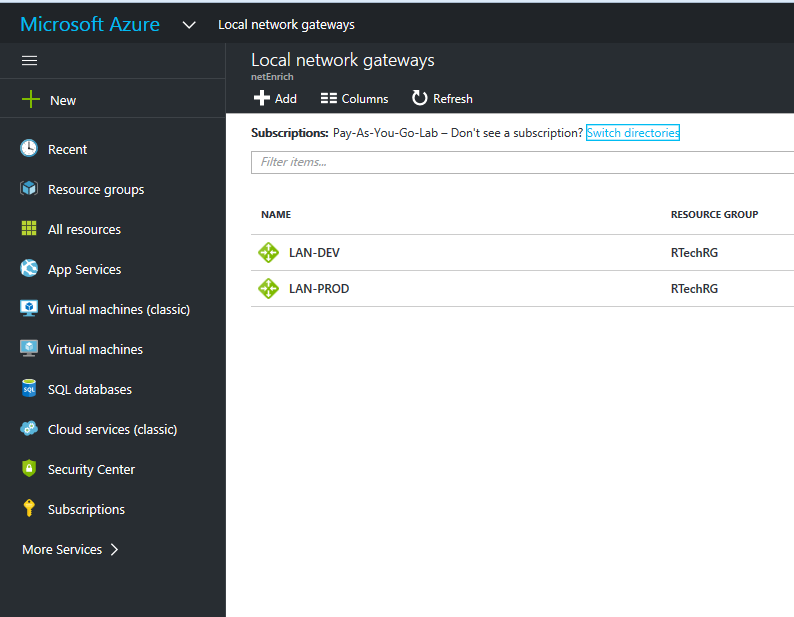 Microsoft Azure Local network gateways
New
Recent
Resource groups
All resources
App Services
Virtual machines (classic)
Virtual machines
SQL
SQL databases
Cloud services (classic)
Security Center
Subscriptions
More Services
Local network gateways
netEnrich
Add Columns Refresh
Subscriptions: Pay-As-You-Go-Lab – Don't see a subscription? Switch directories
Filter items...
NAME RESOURCE GROUP
LAN-DEV RTechRG
LAN-PROD RTechRG